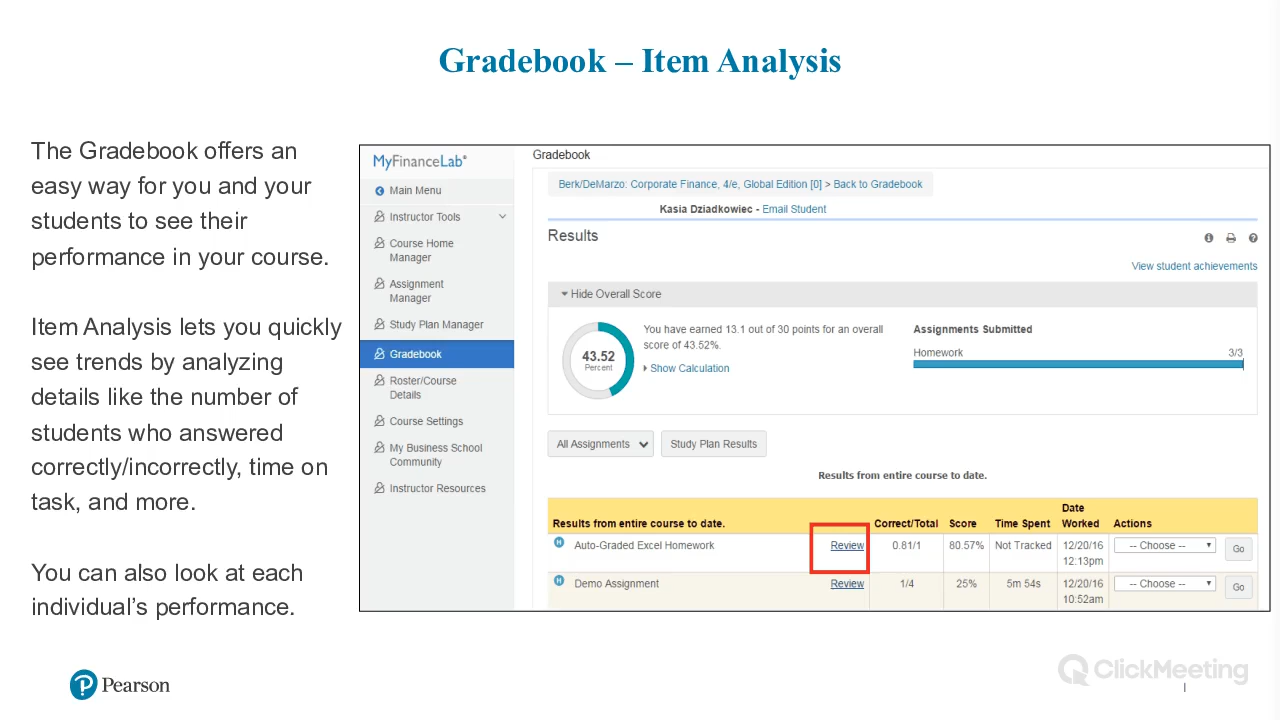 Gradebook – Item Analysis
The Gradebook offers an
easy way for you and your
students to see their
performance in your course.
Item Analysis lets you quickly
see trends by analyzing
details like the number of
students who answered
correctly/incorrectly, time on
task, and more.
You can also look at each
individual’s performance.
MyFinanceLab®
Main Menu
Instructor Tools
Course Home
Manager
Assignment
Manager
Study Plan Manager
Gradebook
Roster/Course
Details
Course Settings
My Business School
Community
Instructor Resources
Gradebook
Berk/DeMarzo: Corporate Finance, 4/e, Global Edition [0] > Back to Gradebook
Kasia Dziadkowiec - Email Student
Results
View student achievements
Hide Overall Score
43.52
Percent
You have earned 13.1 out of 30 points for an overall
score of 43.52%.
Show Calculation
Assignments Submitted
Homework 3/3
All Assignments Study Plan Results
Results from entire course to date.
Results from entire course to date. Correct/Total Score Time Spent Date Worked Actions
H Auto-Graded Excel Homework Review 0.81/1 80.57% Not Tracked 12/20/16 -- Choose -- Go
12:13pm
H Demo Assignment Review 1/4 25% 5m 54s 12/20/16 -- Choose -- Go
10:52am
Pearson
ClickMeeting